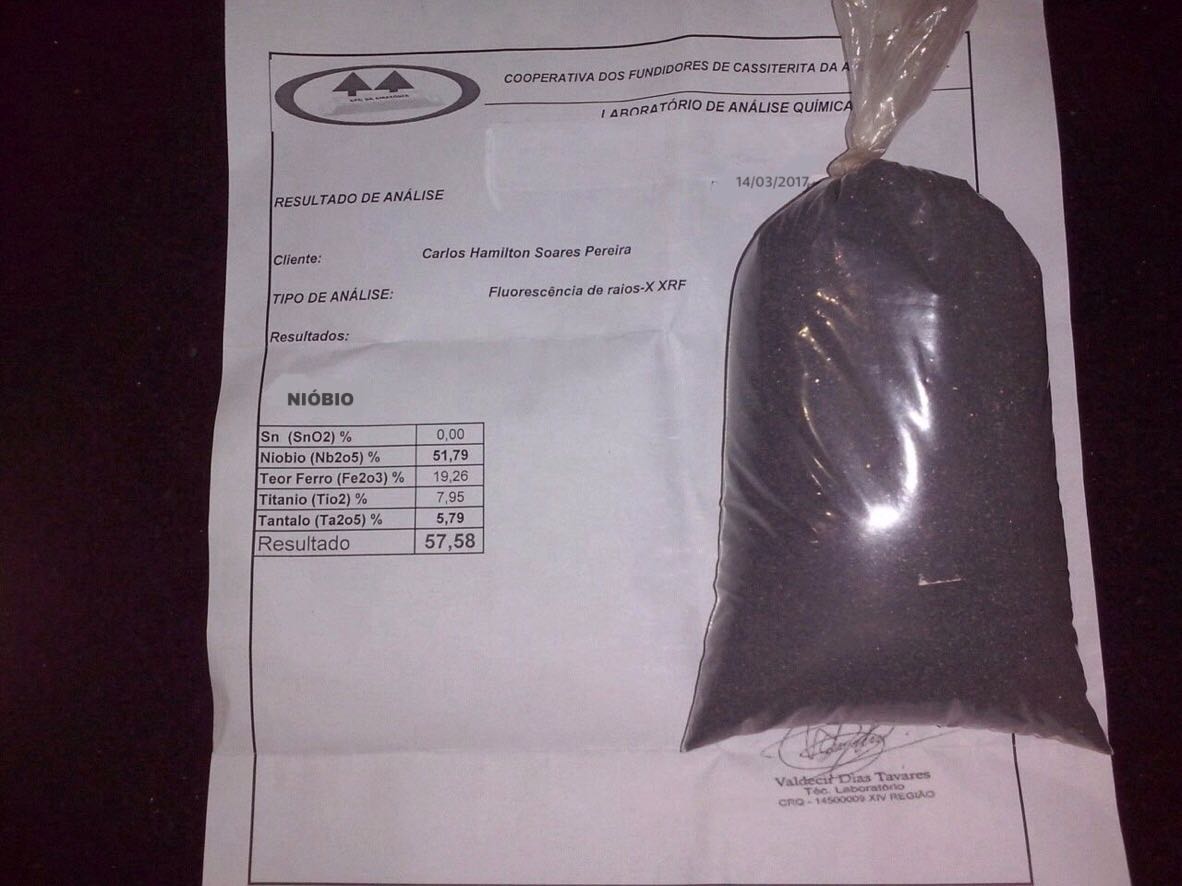 COOPERATIVA DOS FUNDIDORES DE CASSITERITA DA
CFC DA AMAZÔNIA
LABORATÓRIO DE ANÁLISE QUÍMICA
14/03/2017
RESULTADO DE ANÁLISE
Cliente: Carlos Hamilton Soares Pereira
TIPO DE ANÁLISE: Fluorescência de raios-X XRF
Resultados:
NIÓBIO
Sn (SnO2) % 0,00
Niobio (Nb2o5) % 51,79
Teor Ferro (Fe2o3) % 19,26
Titanio (Tio2) % 7,95
Tantalo (Ta2o5) % 5,79
Resultado 57,58
Valdecir Dias Tavares
Téc. Laboratório
CRQ - 14500009 XIV REGIÃO